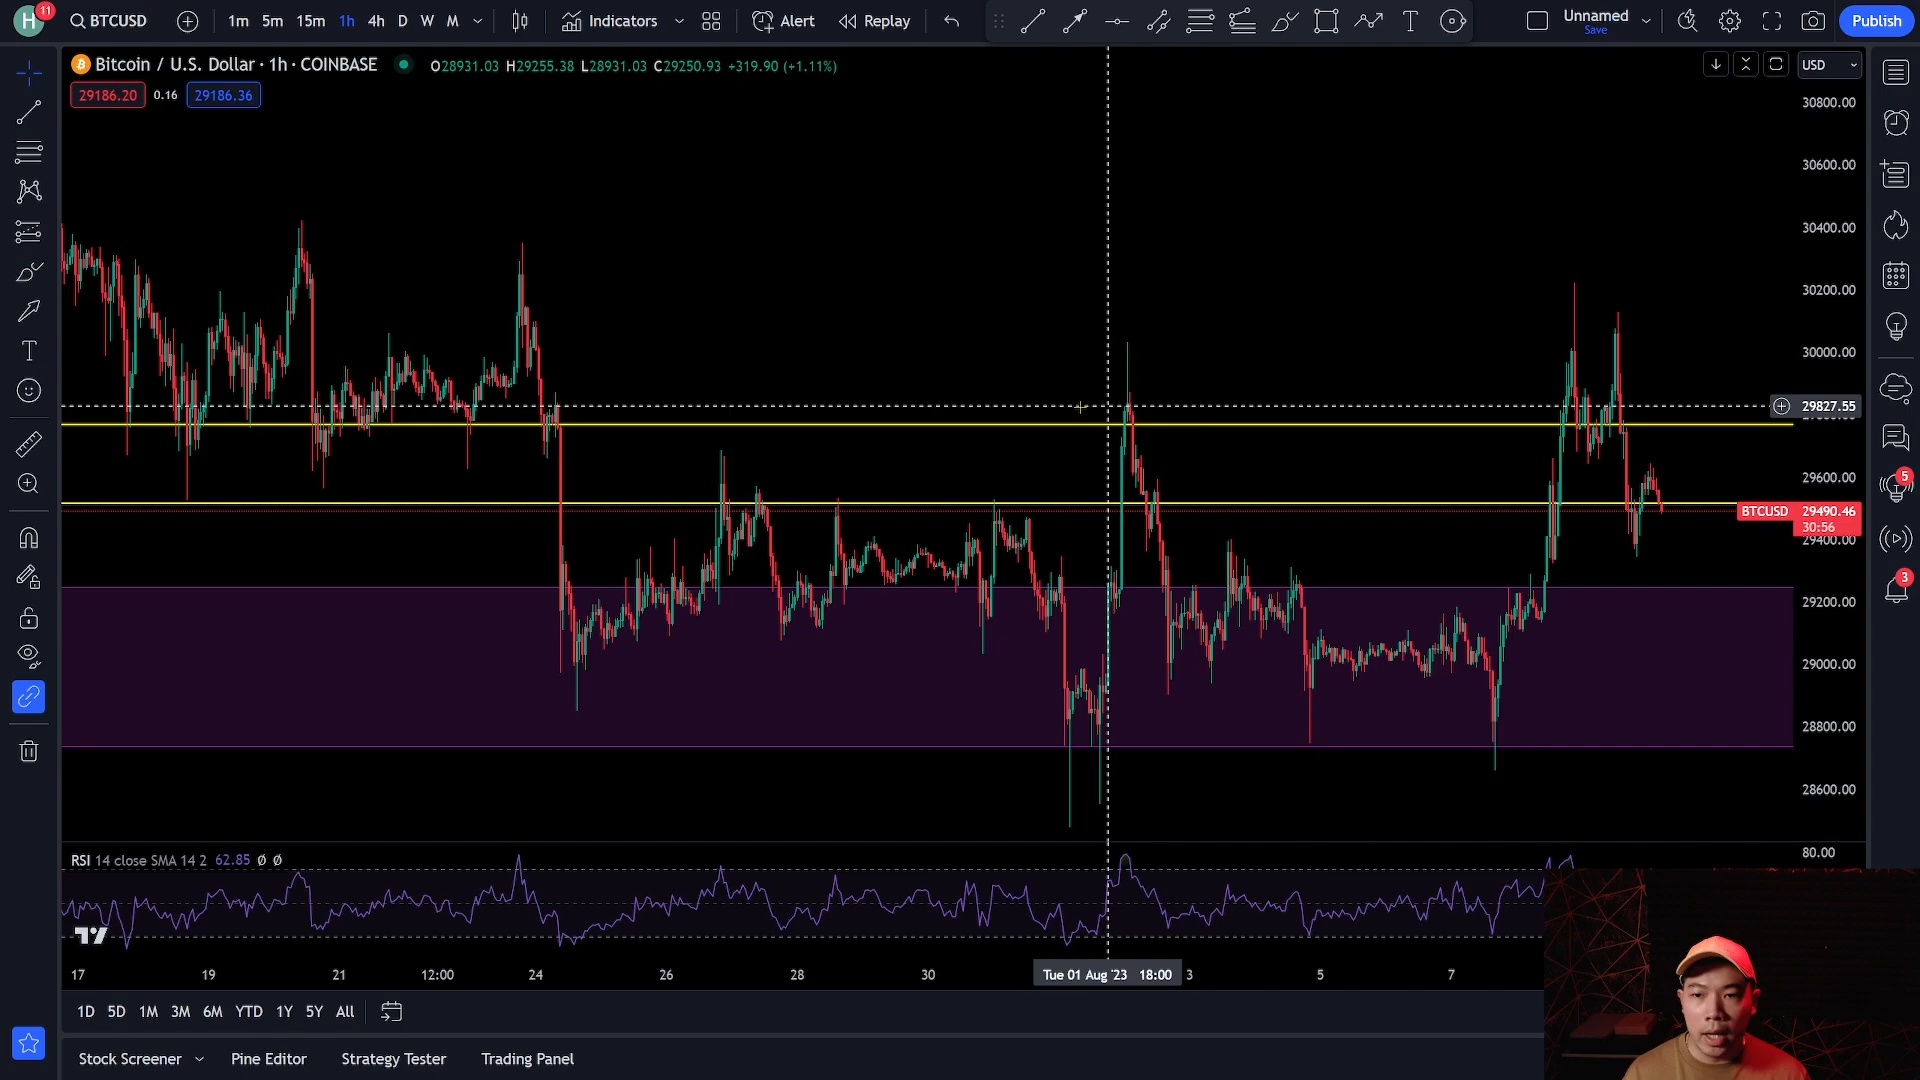 H 11 BTCUSD 1m 5m 15m 1h 4h D W M Indicators Alert Replay T Unnamed Save Publish
Bitcoin / U.S. Dollar · 1h · COINBASE O28931.03 H29255.38 L28931.03 C29250.93 +319.90 (+1.11%) USD
29186.20 0.16 29186.36
30800.00
30600.00
30400.00
30200.00
30000.00
29827.55
29600.00
BTCUSD 29490.46
30:56
29400.00
29200.00
29000.00
28800.00
28600.00
5
3
RSI 14 close SMA 14 2 62.85 Ø Ø
80.00
17 19 21 12:00 24 26 28 30 Tue 01 Aug '23 18:00 3 5 7
1D 5D 1M 3M 6M YTD 1Y 5Y All
Stock Screener Pine Editor Strategy Tester Trading Panel